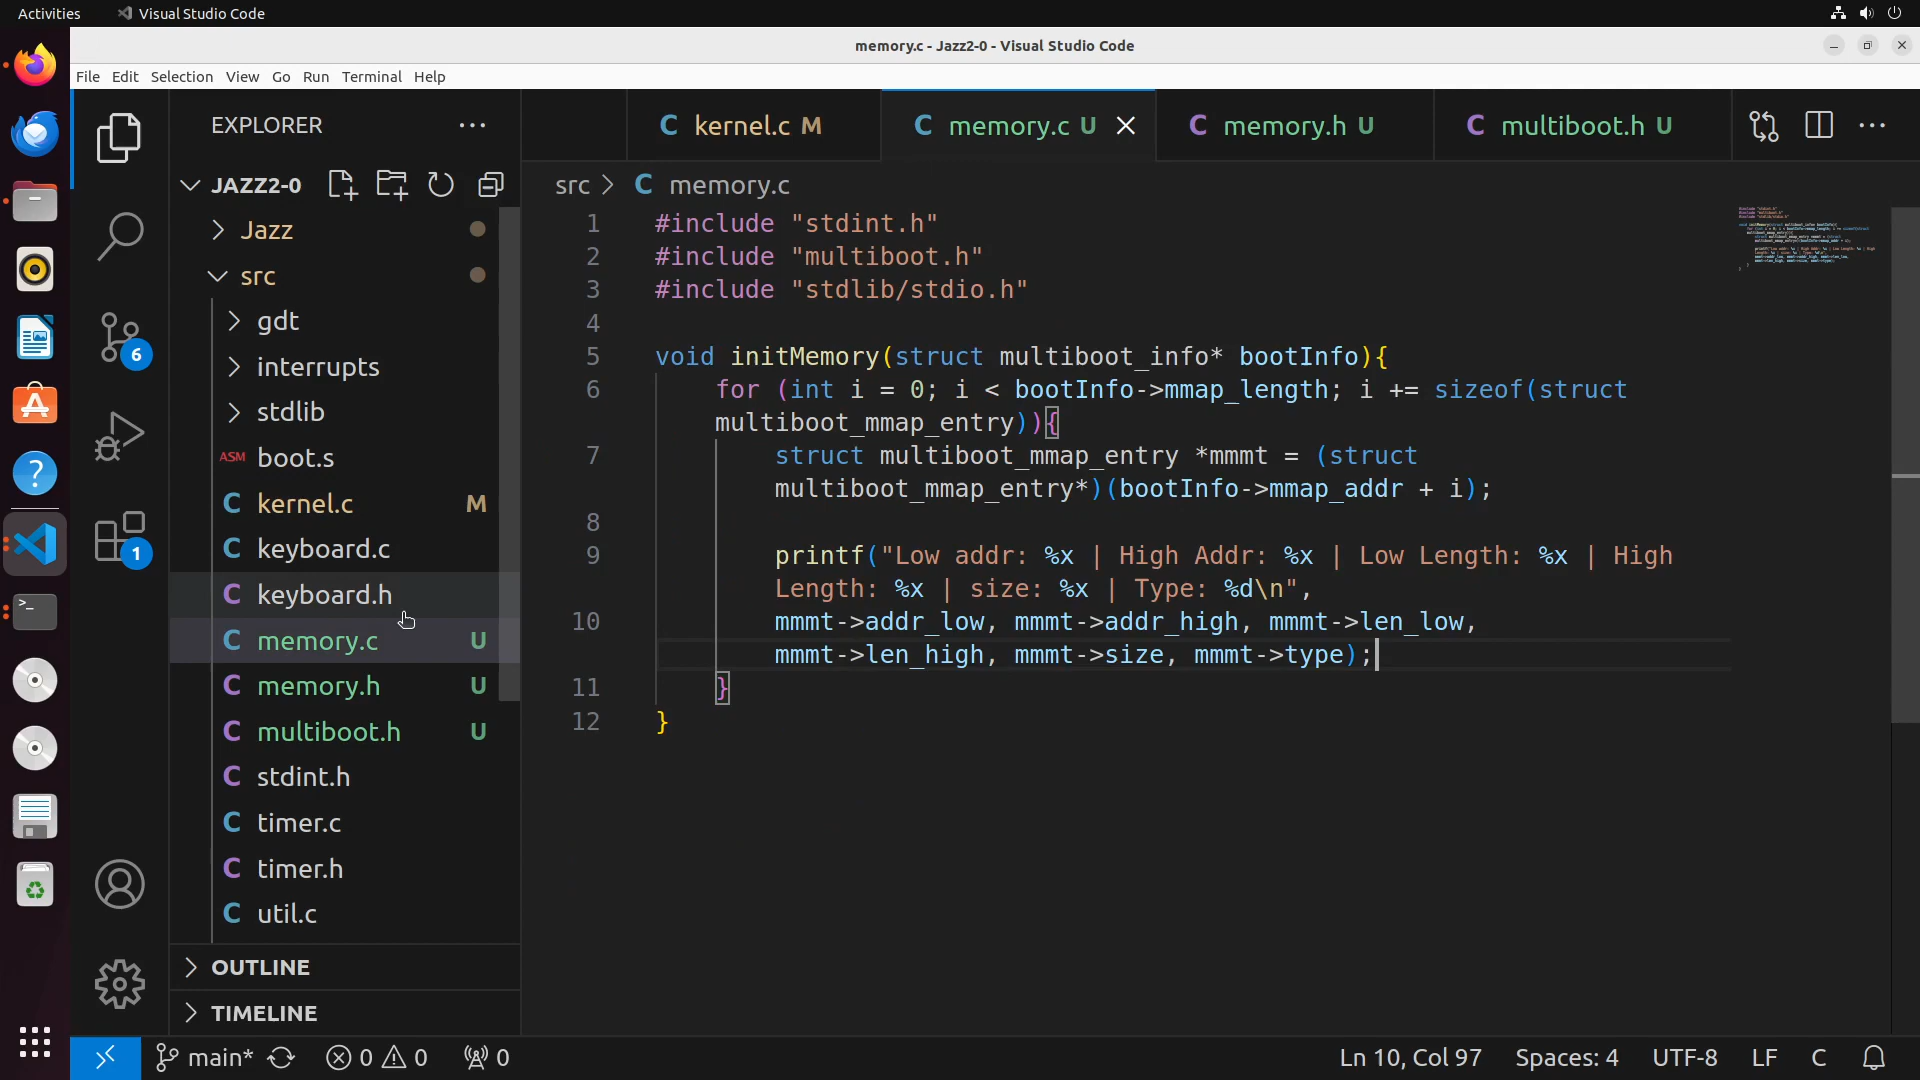 Activities
Visual Studio Code
memory.c - Jazz2-0 - Visual Studio Code
File Edit Selection View Go Run Terminal Help
EXPLORER
JAZZ2-0
Jazz
src
gdt
interrupts
stdlib
ASM boot.s
C kernel.c M
C keyboard.c
C keyboard.h
C memory.c U
C memory.h U
C multiboot.h U
C stdint.h
C timer.c
C timer.h
C util.c
OUTLINE
TIMELINE
6
1
C kernel.c M
C memory.c U
C memory.h U
C multiboot.h U
src > C memory.c
1 #include "stdint.h"
2 #include "multiboot.h"
3 #include "stdlib/stdio.h"
4
5 void initMemory(struct multiboot_info* bootInfo){
6 for (int i = 0; i < bootInfo->mmap_length; i += sizeof(struct
multiboot_mmap_entry)){
7 struct multiboot_mmap_entry *mmmt = (struct
multiboot_mmap_entry*)(bootInfo->mmap_addr + i);
8
9 printf("Low addr: %x | High Addr: %x | Low Length: %x | High
Length: %x | size: %x | Type: %d\n",
10 mmmt->addr_low, mmmt->addr_high, mmmt->len_low,
mmmt->len_high, mmmt->size, mmmt->type);
11 }
12 }
main* 0 0 0
Ln 10, Col 97 Spaces: 4 UTF-8 LF C